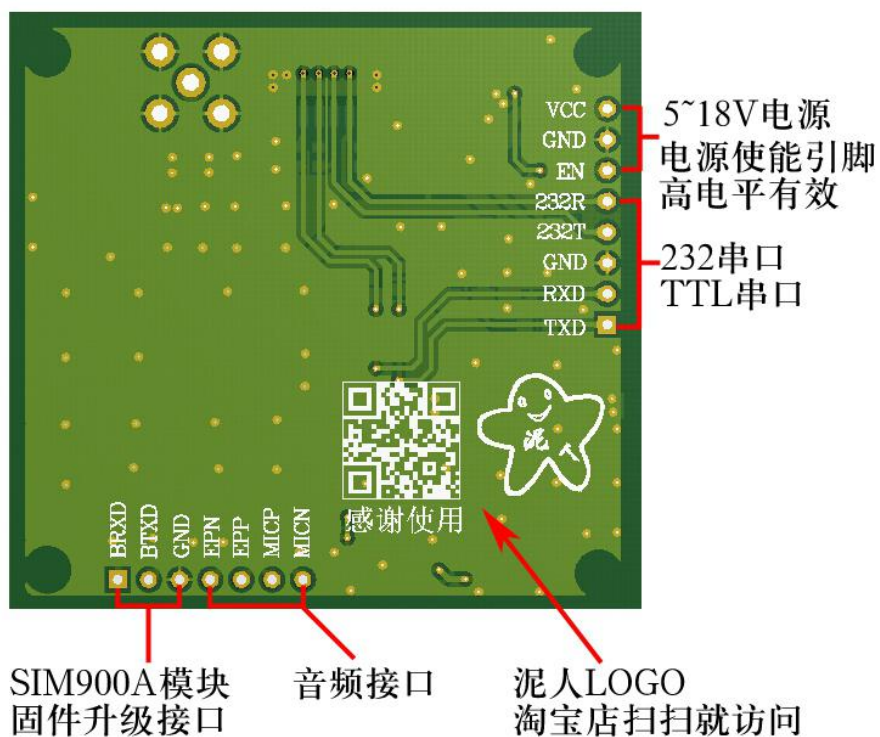 VCC
GND
EN
232R
232T
GND
RXD
TXD
5~18V电源
电源使能引脚
高电平有效
232串口
TTL串口
泥人
感谢使用
BRXD
BTXD
GND
EPN
EPP
MICP
MICN
SIM900A模块
固件升级接口
音频接口
泥人LOGO
淘宝店扫扫就访问